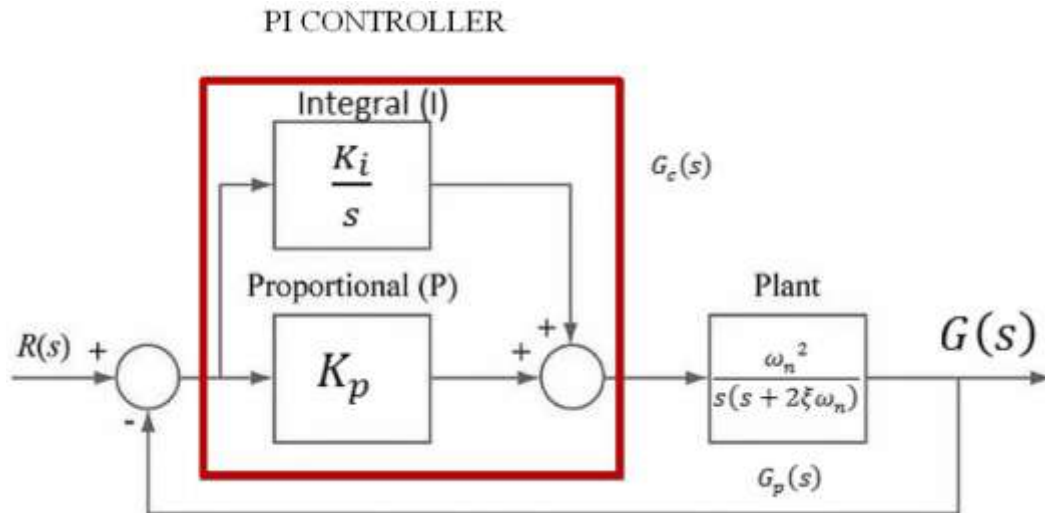 PI CONTROLLER
Integral (I)
K_i
s
G_c(s)
Proportional (P)
Plant
R(s)
+
-
K_p
+
+
ω_n²
s(s + 2ξω_n)
G(s)
G_p(s)